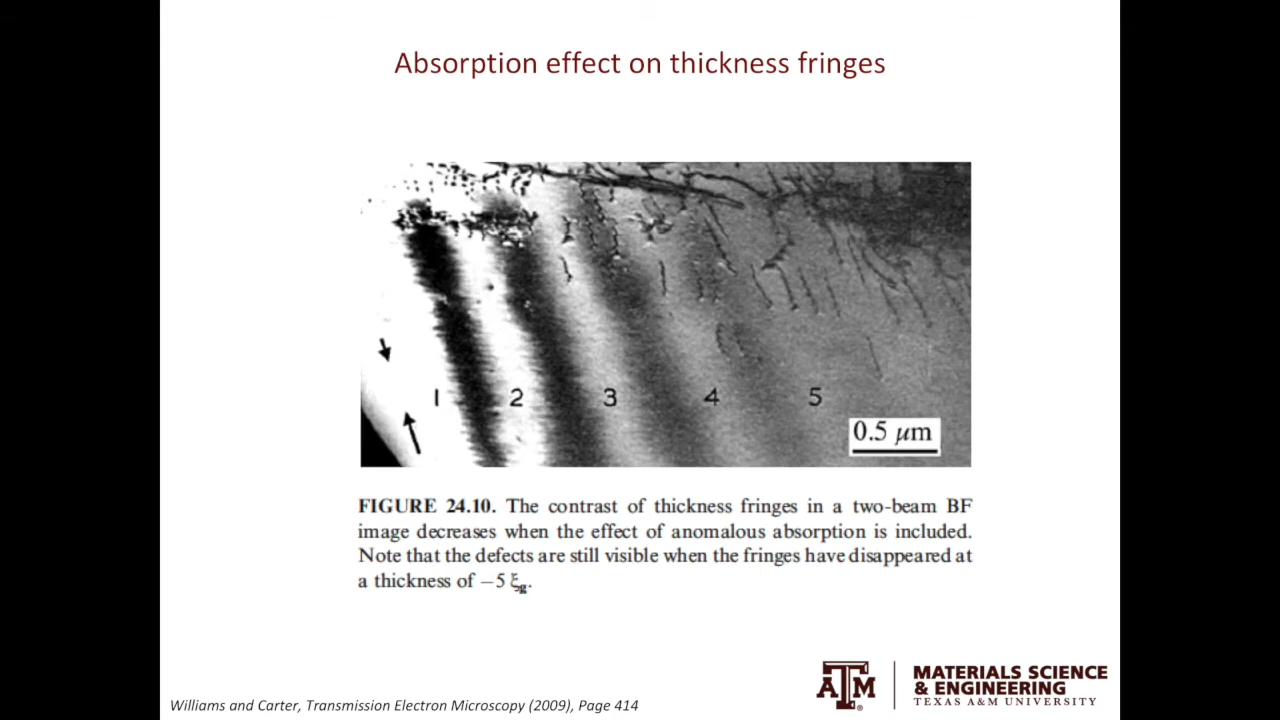 Absorption effect on thickness fringes
1 2 3 4 5
0.5 μm
FIGURE 24.10. The contrast of thickness fringes in a two-beam BF
image decreases when the effect of anomalous absorption is included.
Note that the defects are still visible when the fringes have disappeared at
a thickness of −5 ξg.
Williams and Carter, Transmission Electron Microscopy (2009), Page 414
ATM
MATERIALS SCIENCE
& ENGINEERING
TEXAS A&M UNIVERSITY